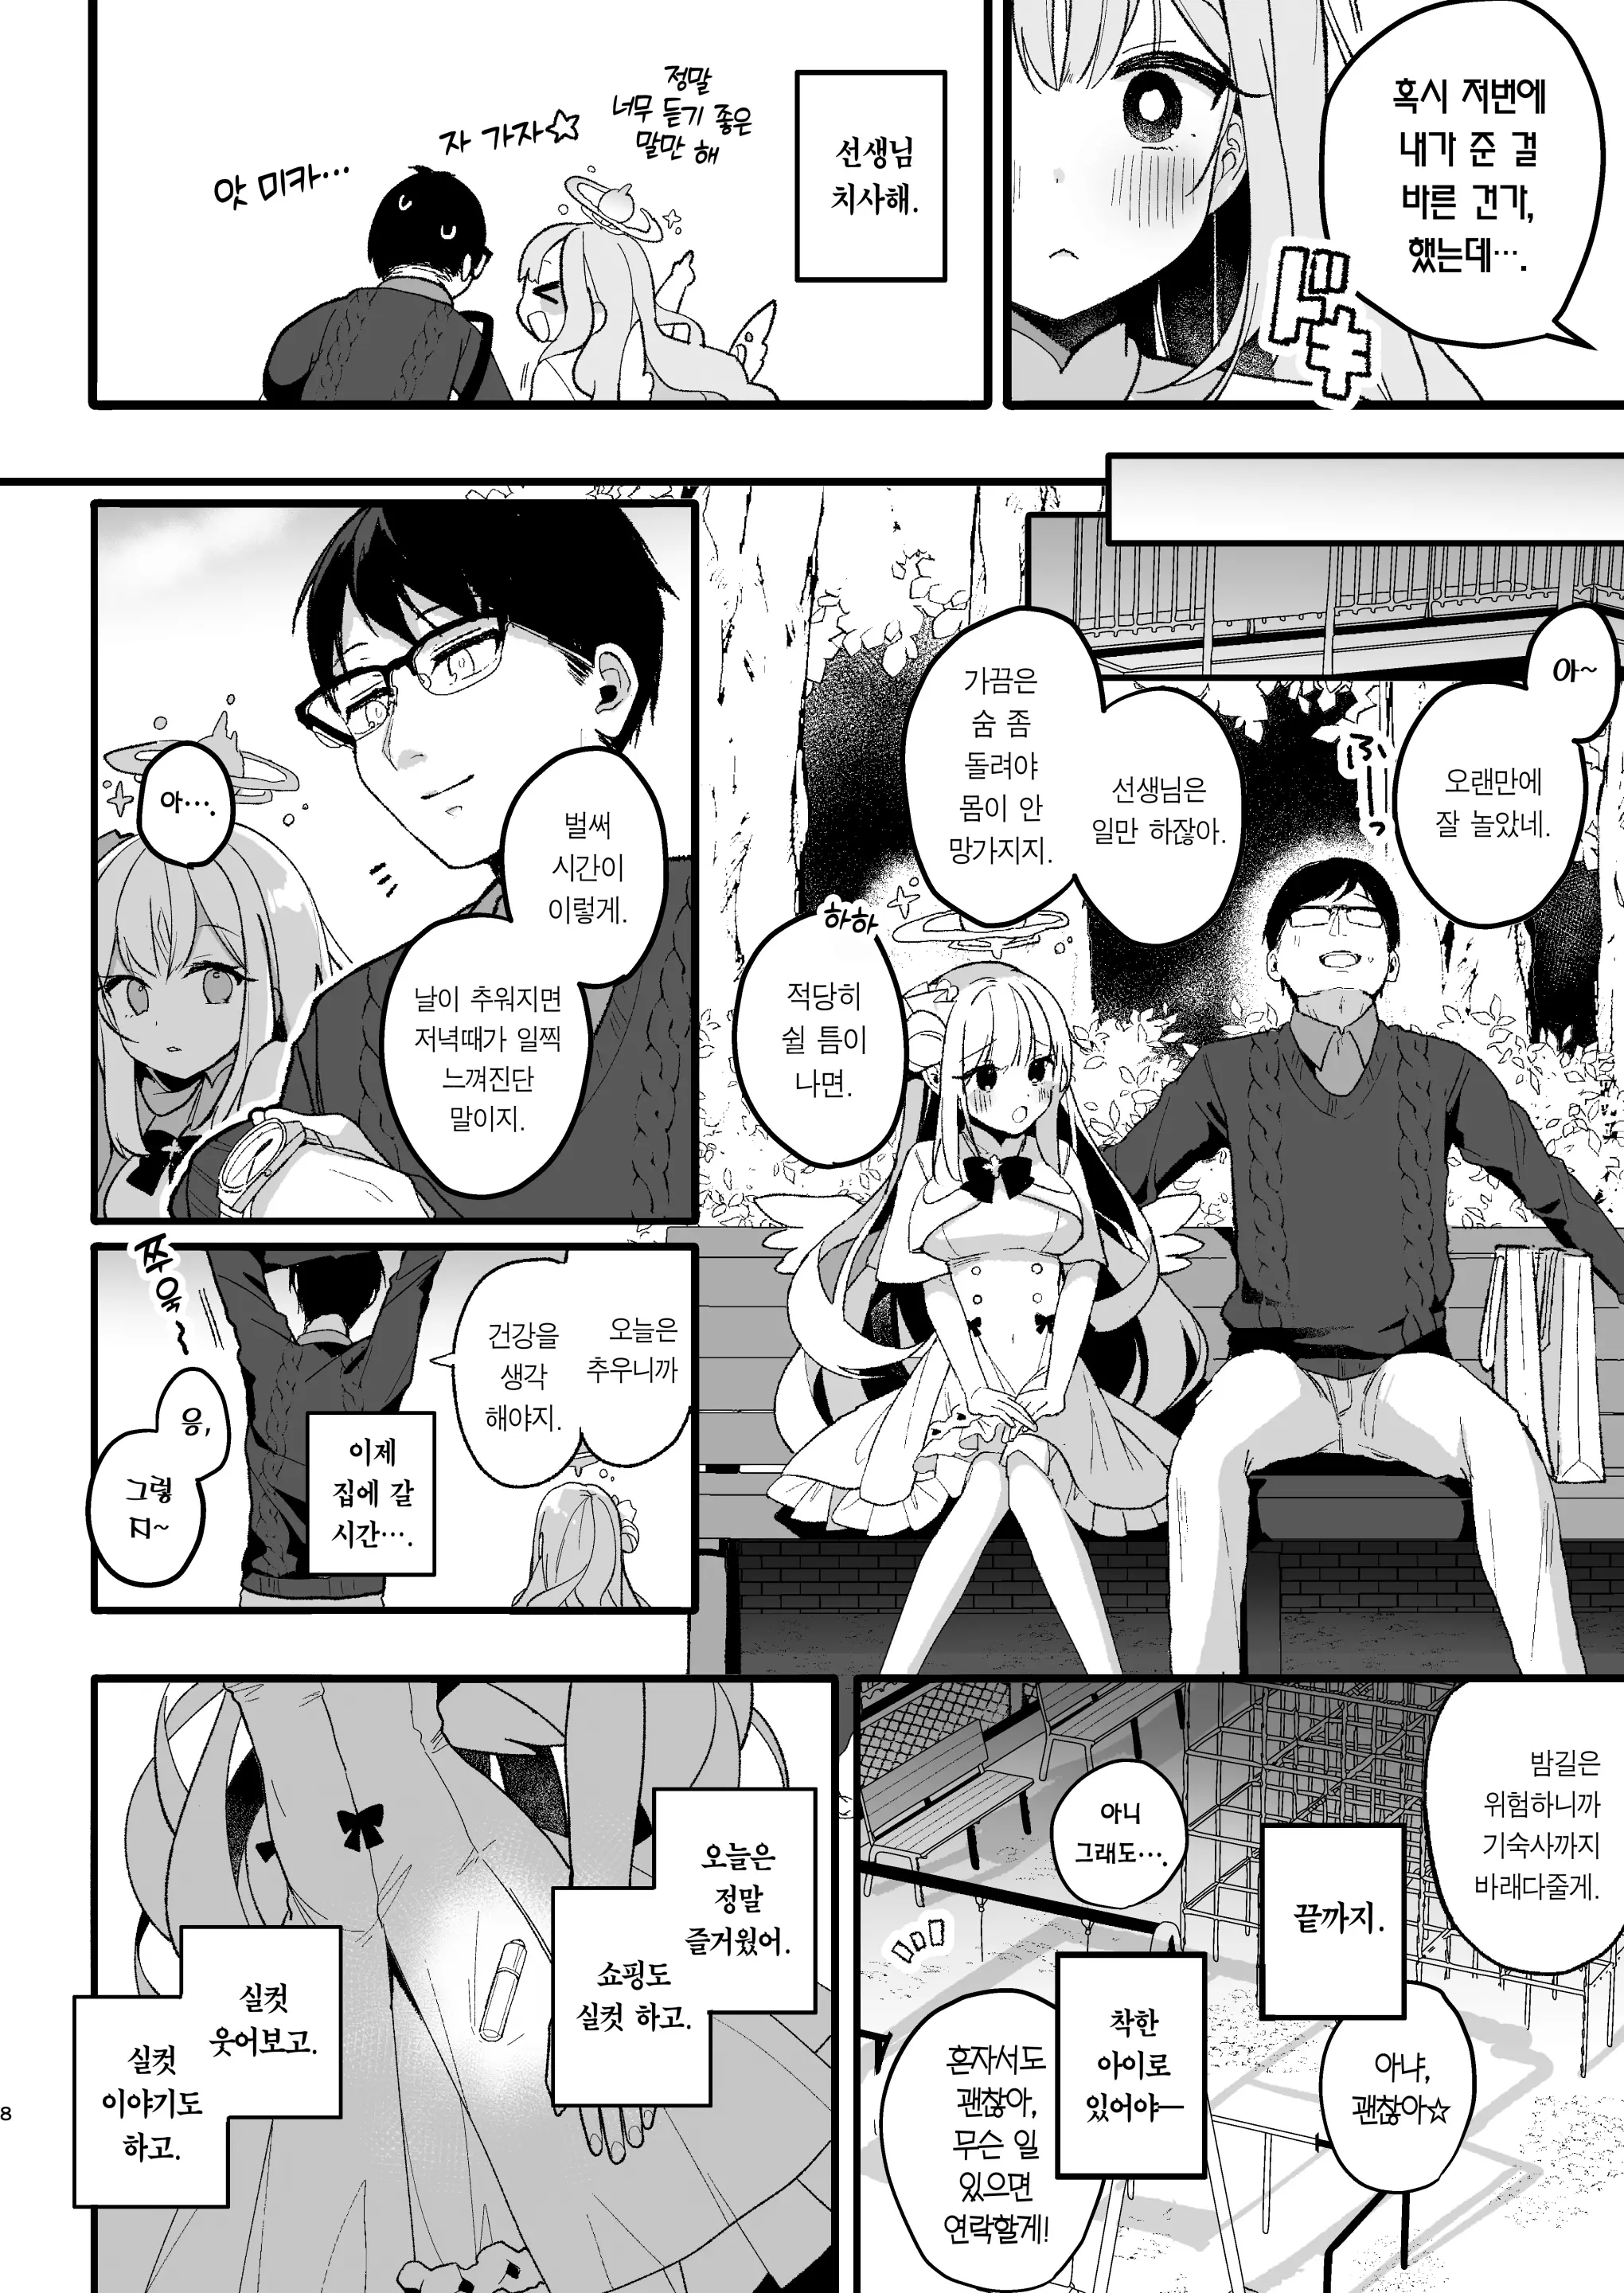 혹시 저번에
내가 준 걸
바른 건가,
했는데….
ドキ
선생님
치사해.
정말
너무 듣기 좋은
말만 해
자 가자☆
앗 미카…
아~
오랜만에
잘 놀았네.
ふーっ
선생님은
일만 하잖아.
가끔은
숨 좀
돌려야
몸이 안
망가지지.
하하
적당히
쉴 틈이
나면.
벌써
시간이
이렇게.
날이 추워지면
저녁때가 일찍
느껴진단
말이지.
아….
오늘은
추우니까
건강을
생각
해야지.
이제
집에 갈
시간….
쭈욱~
응,
그렇
지~
밤길은
위험하니까
기숙사까지
바래다줄게.
끝까지.
아냐,
괜찮아☆
아니
그래도….
착한
아이로
있어야—
혼자서도
괜찮아,
무슨 일
있으면
연락할게!
오늘은
정말
즐거웠어.
쇼핑도
실컷 하고.
실컷
웃어보고.
실컷
이야기도
하고.
8